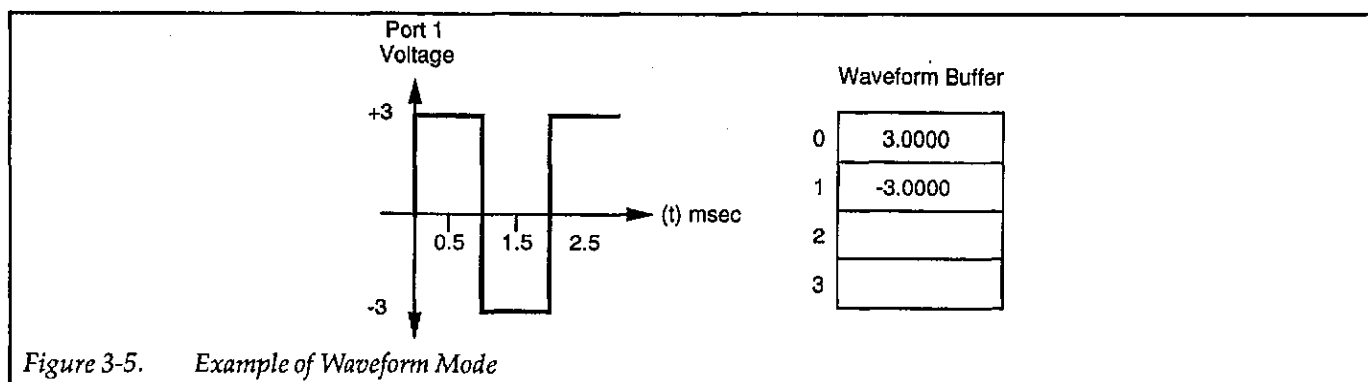 Port 1
Voltage
+3
-3
0.5
1.5
2.5
(t) msec
Waveform Buffer
0 3.0000
1 -3.0000
2
3
Figure 3-5. Example of Waveform Mode